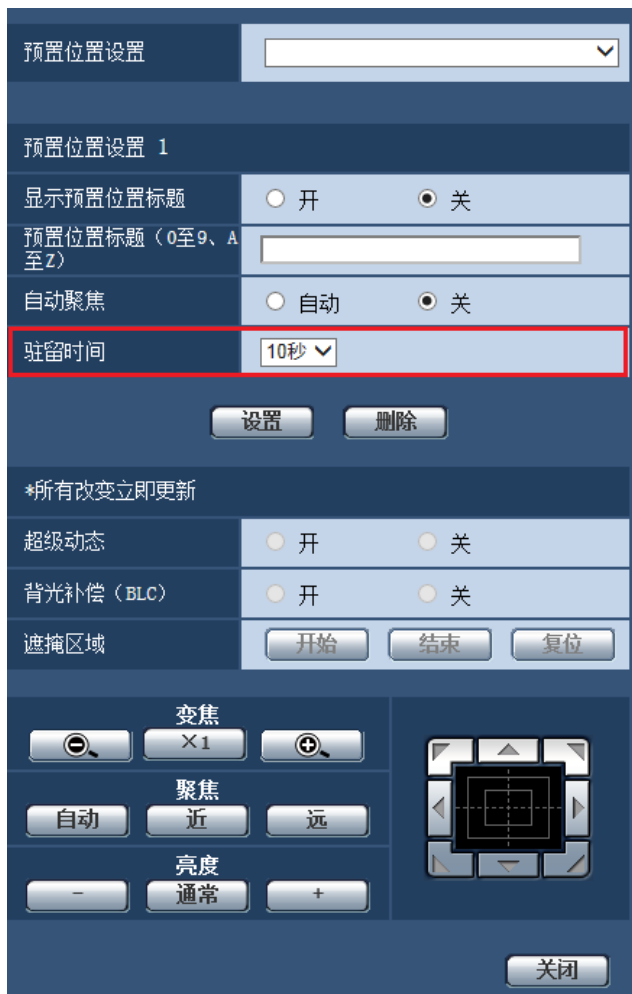 预置位置设置
预置位置设置 1
显示预置位置标题 开 关
预置位置标题（0至9、A
至Z）
自动聚焦 自动 关
驻留时间 10秒
设置 删除
*所有改变立即更新
超级动态 开 关
背光补偿（BLC） 开 关
遮掩区域 开始 结束 复位
变焦
×1
聚焦
自动 近 远
亮度
- 通常 +
关闭